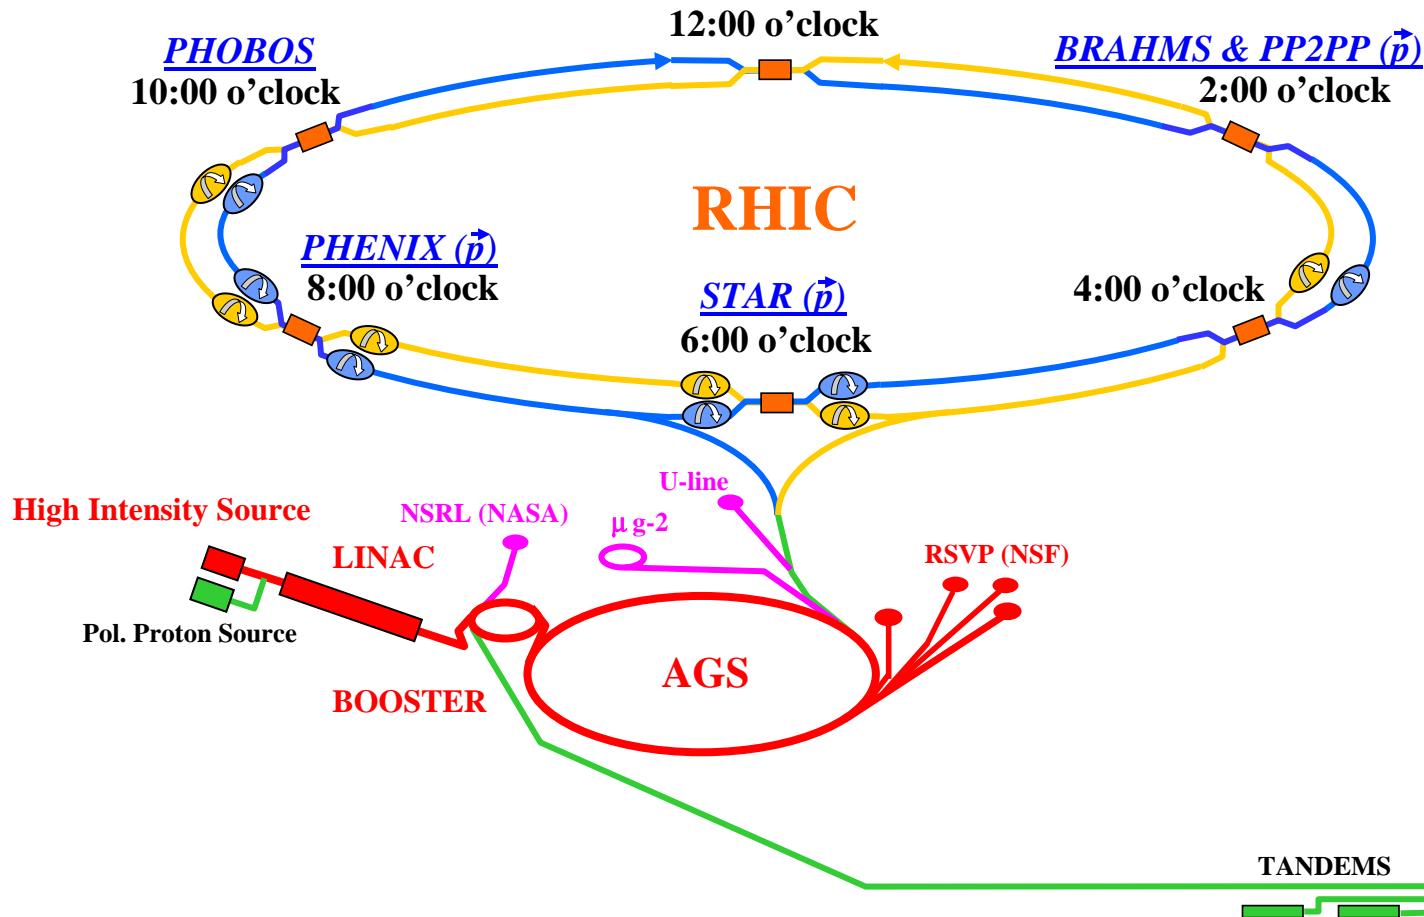 12:00 o’clock
PHOBOS
10:00 o’clock
BRAHMS & PP2PP (p)
2:00 o’clock
RHIC
PHENIX (p)
8:00 o’clock
STAR (p)
6:00 o’clock
4:00 o’clock
U-line
High Intensity Source
NSRL (NASA)
μ g-2
LINAC
RSVP (NSF)
Pol. Proton Source
AGS
BOOSTER
TANDEMS